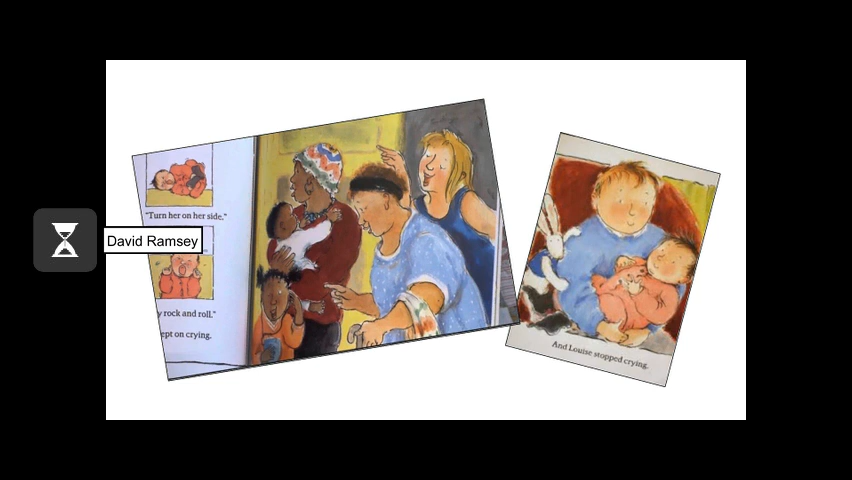 "Turn her on her side."
David Ramsey
y rock and roll."
ept on crying.
And Louise stopped crying.